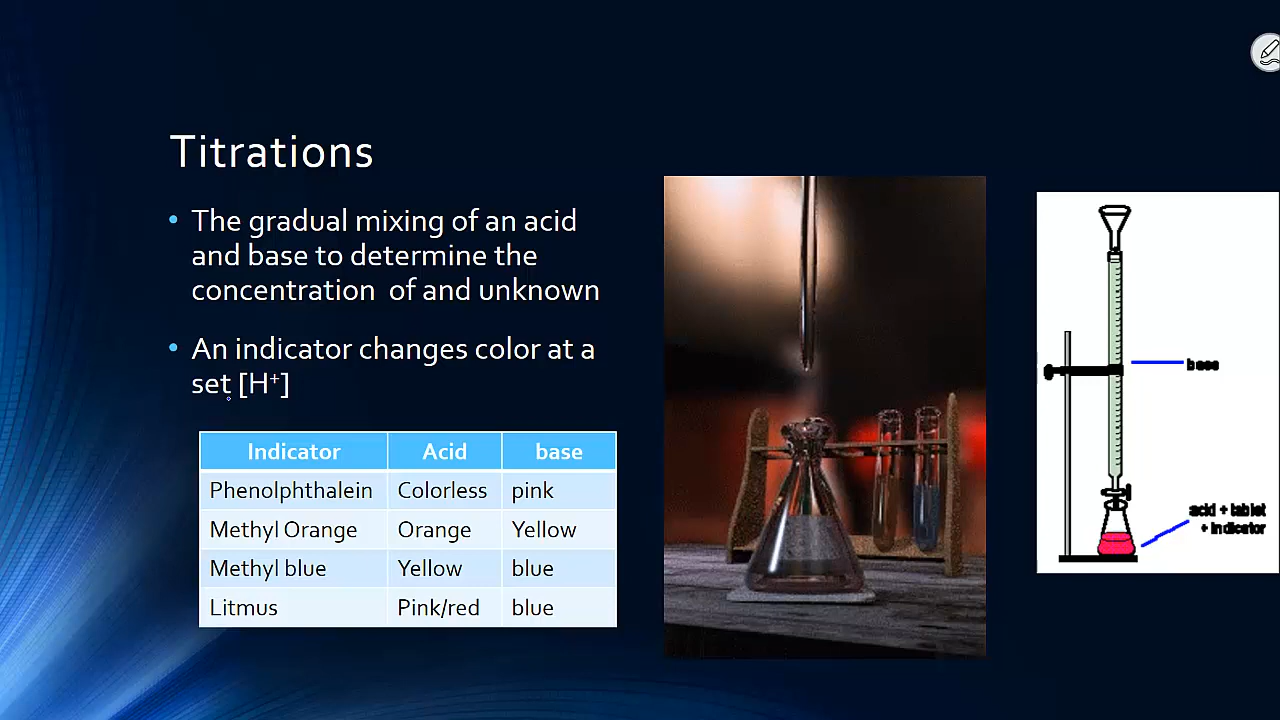 Titrations
• The gradual mixing of an acid
and base to determine the
concentration of and unknown
• An indicator changes color at a
set [H⁺]
Indicator Acid base
Phenolphthalein Colorless pink
Methyl Orange Orange Yellow
Methyl blue Yellow blue
Litmus Pink/red blue
base
acid + tablet
+ indicator